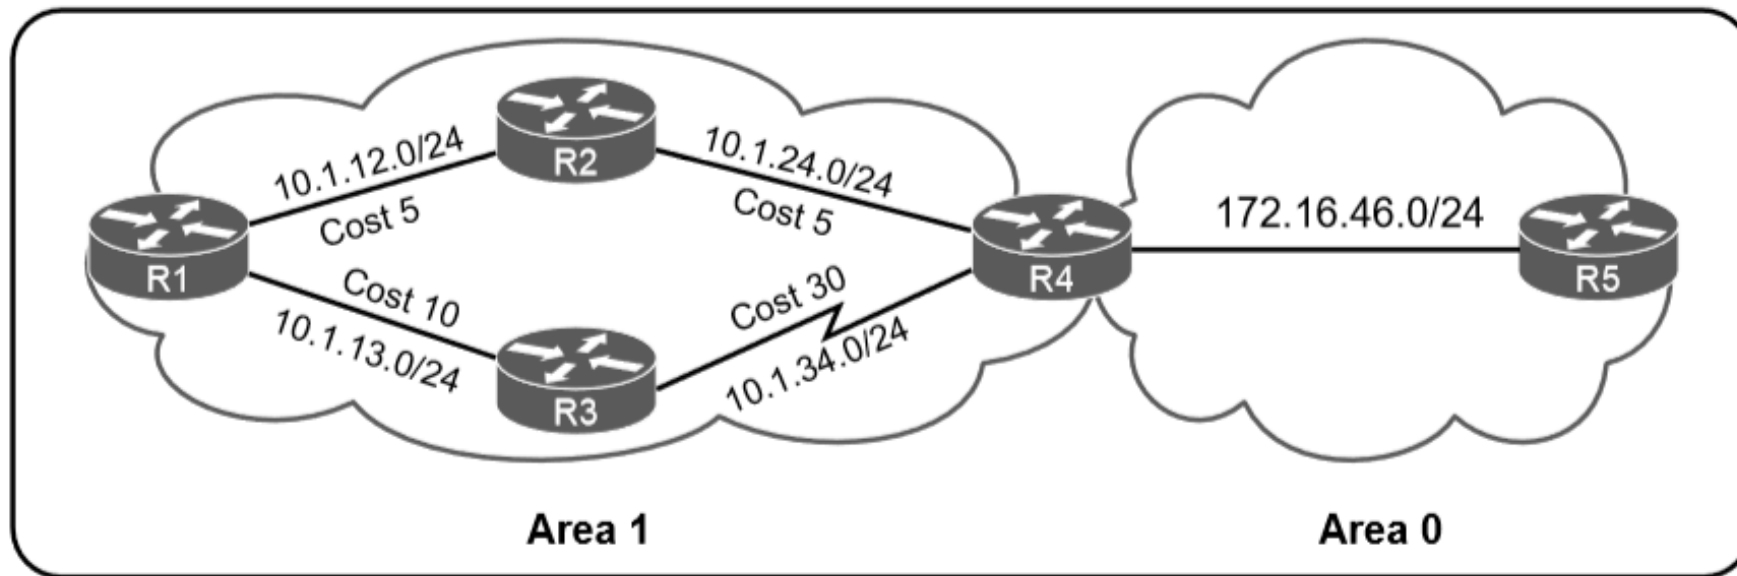 R1
10.1.12.0/24
Cost 5
R2
10.1.24.0/24
Cost 5
Cost 10
10.1.13.0/24
R3
Cost 30
10.1.34.0/24
R4
172.16.46.0/24
R5
Area 1
Area 0